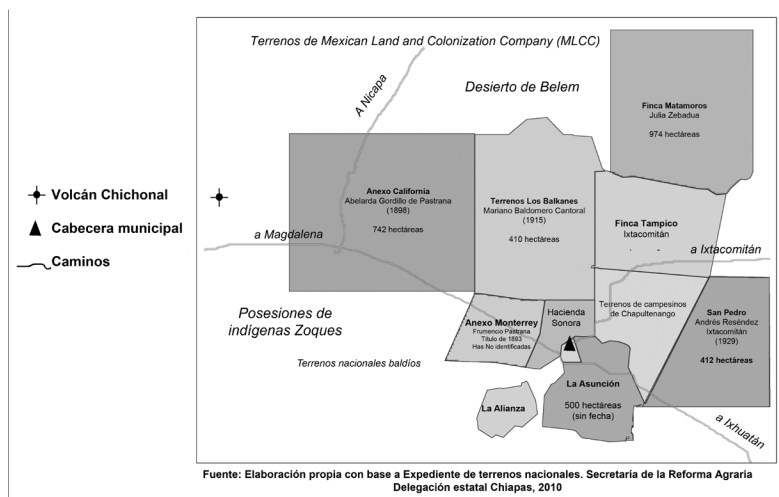 Terrenos de Mexican Land and Colonization Company (MLCC)
A Nicapa
Desierto de Belem
Finca Matamoros
Julia Zebadua
974 hectáreas
Volcán Chichonal
Cabecera municipal
Caminos
Anexo California
Abelarda Gordillo de Pastrana
(1898)
742 hectáreas
Terrenos Los Balkanes
Mariano Baldomero Cantoral
(1915)
410 hectáreas
Finca Tampico
Ixtacomitán
a Magdalena
a Ixtacomitán
Posesiones de
indígenas Zoques
Anexo Monterrey
Frumencio Pastrana
Titulo de 1893
Has No identificadas
Hacienda
Sonora
Terrenos de campesinos
de Chapultenango
San Pedro
Andrés Reséndez
Ixtacomitán
(1929)
412 hectáreas
Terrenos nacionales baldíos
La Asunción
500 hectáreas
(sin fecha)
La Alianza
a Ixhuatán
Fuente: Elaboración propia con base a Expediente de terrenos nacionales. Secretaría de la Reforma Agraria
Delegación estatal Chiapas, 2010